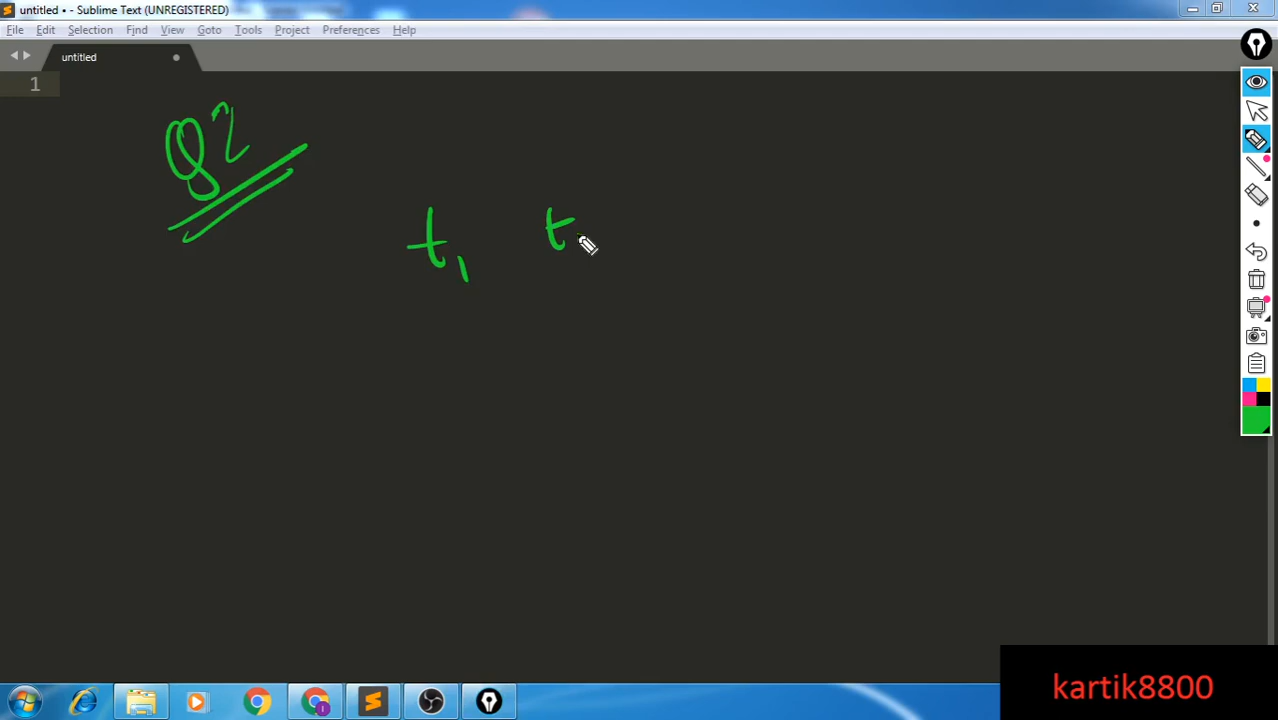 untitled • - Sublime Text (UNREGISTERED)
File Edit Selection Find View Goto Tools Project Preferences Help
untitled
1
Q2
t1 t
kartik8800